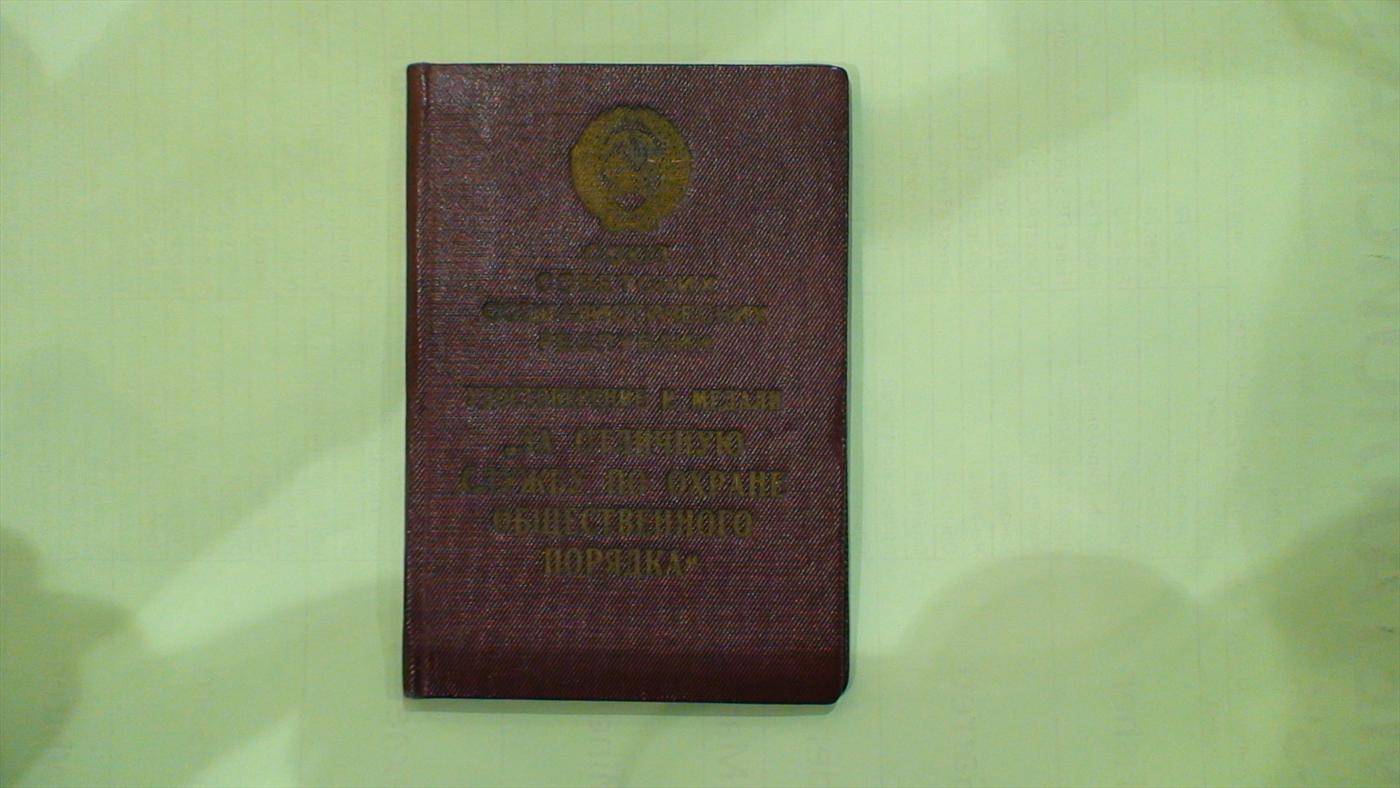 СОЮЗ
СОВЕТСКИХ
СОЦИАЛИСТИЧЕСКИХ
РЕСПУБЛИК
УДОСТОВЕРЕНИЕ К МЕДАЛИ
„ЗА ОТЛИЧНУЮ
СЛУЖБУ ПО ОХРАНЕ
ОБЩЕСТВЕННОГО
ПОРЯДКА“